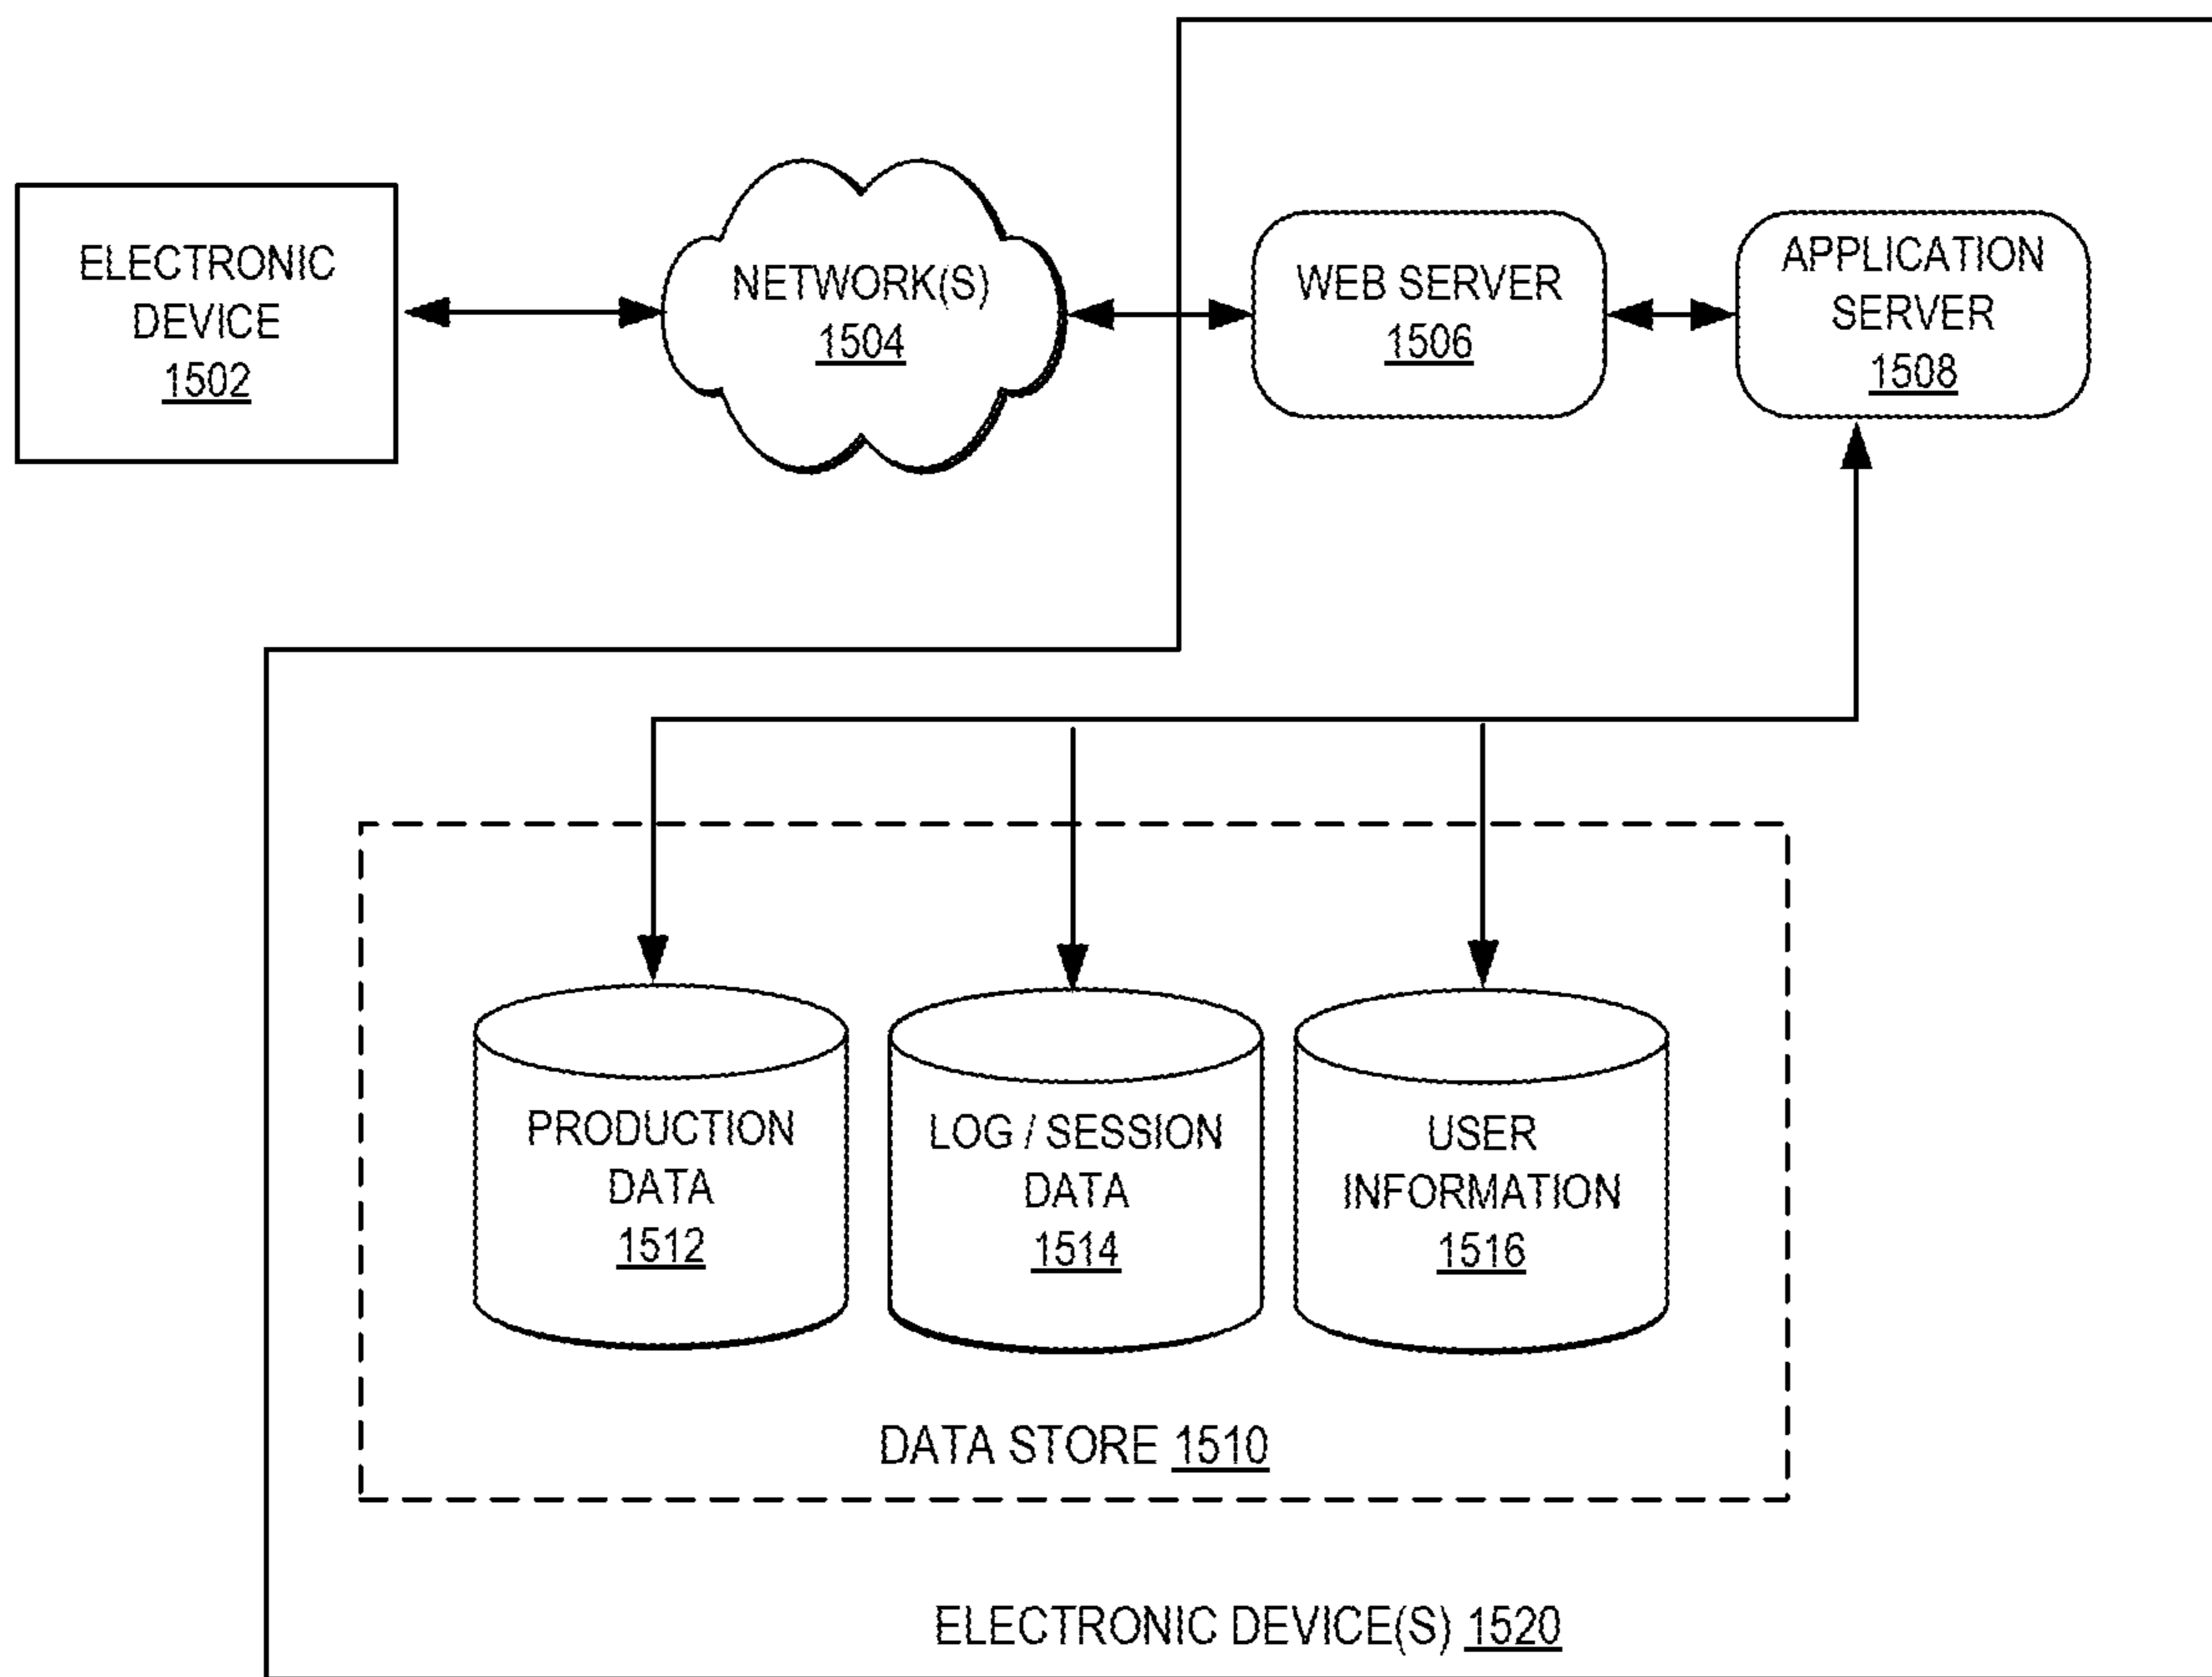 ELECTRONIC
DEVICE
1502
NETWORK(S)
1504
WEB SERVER
1506
APPLICATION
SERVER
1508
PRODUCTION
DATA
1512
LOG / SESSION
DATA
1514
USER
INFORMATION
1516
DATA STORE 1510
ELECTRONIC DEVICE(S) 1520